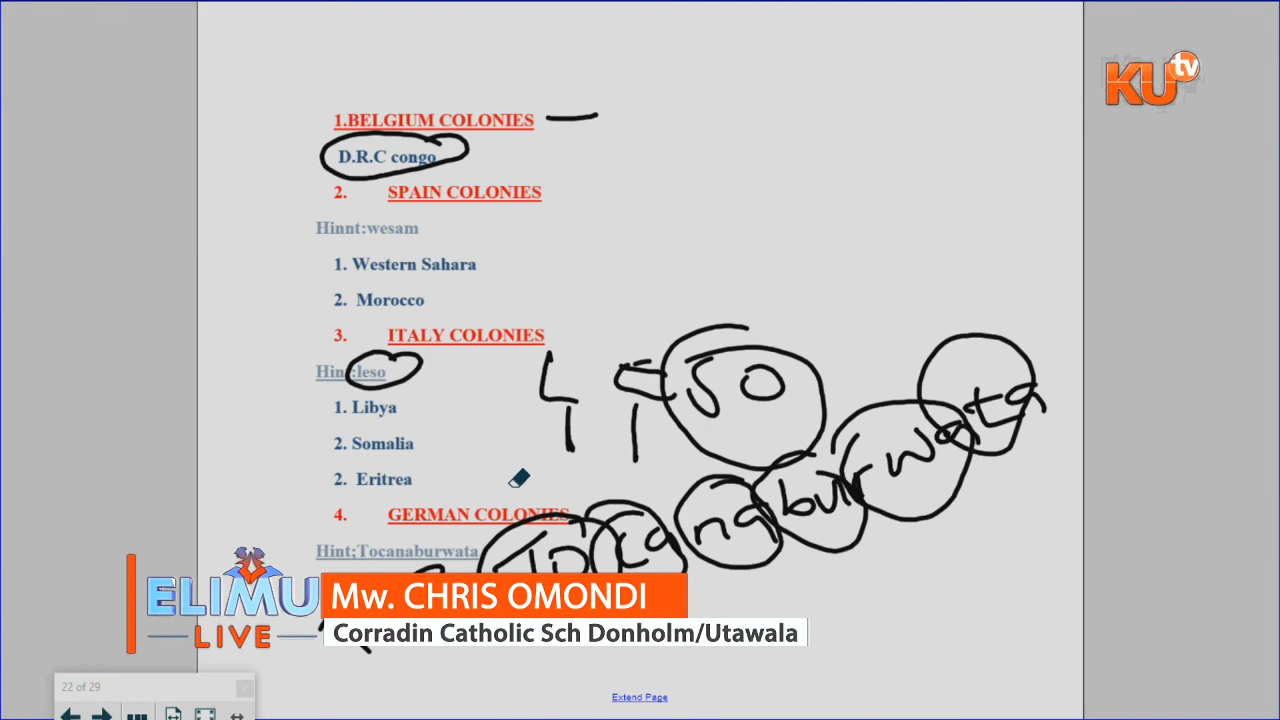 KU tv
1.BELGIUM COLONIES
D.R.C congo
2. SPAIN COLONIES
Hinnt:wesam
1. Western Sahara
2. Morocco
3. ITALY COLONIES
Hint:leso
1. Libya
2. Somalia
2. Eritrea
4. GERMAN COLONIES
Hint;Tocanaburwata
ELIMU
LIVE
Mw. CHRIS OMONDI
Corradin Catholic Sch Donholm/Utawala
22 of 29
Extend Page